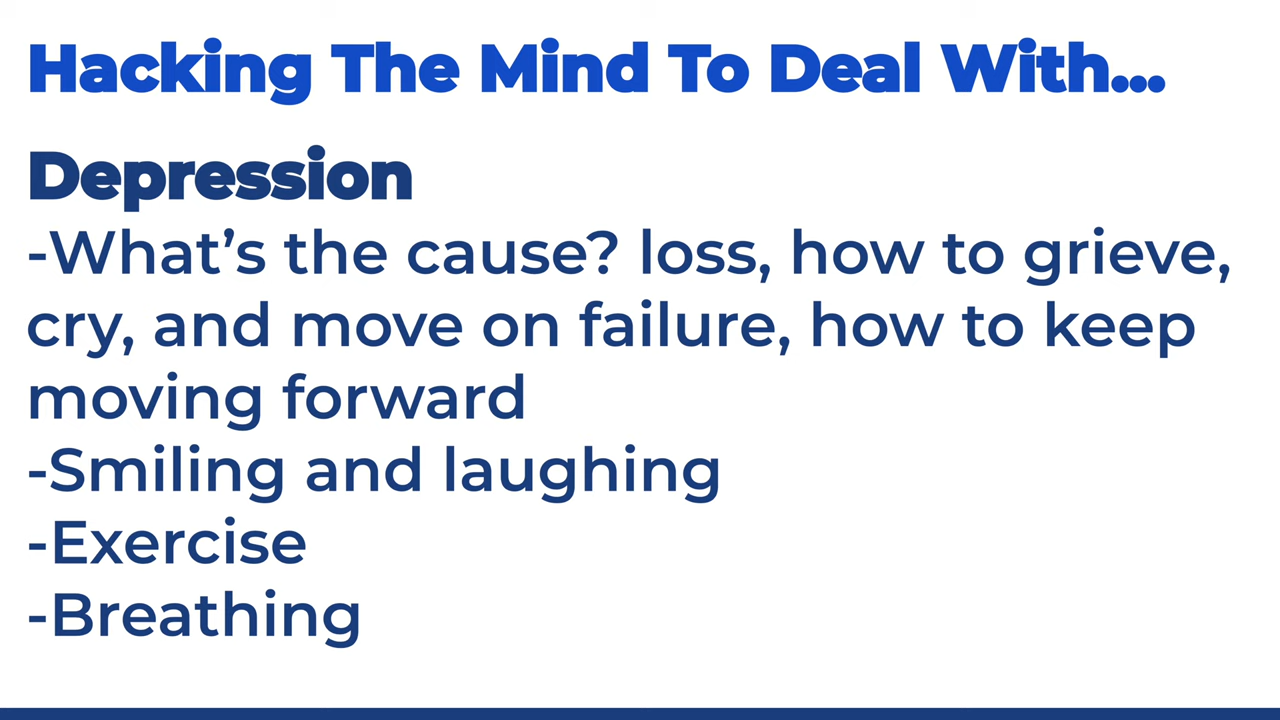 Hacking The Mind To Deal With...
Depression
-What’s the cause? loss, how to grieve,
cry, and move on failure, how to keep
moving forward
-Smiling and laughing
-Exercise
-Breathing